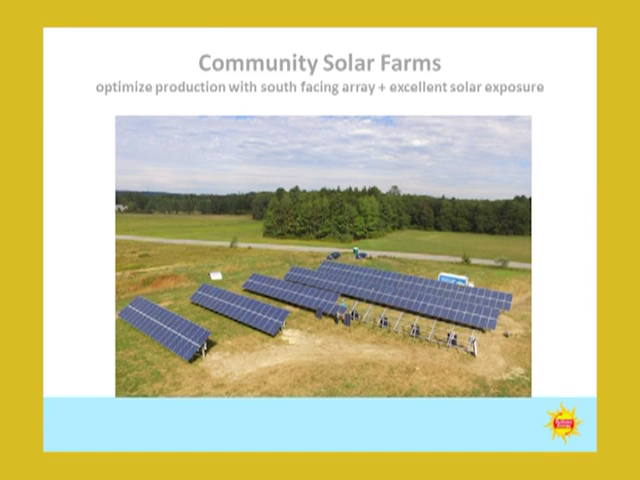 Community Solar Farms
optimize production with south facing array + excellent solar exposure